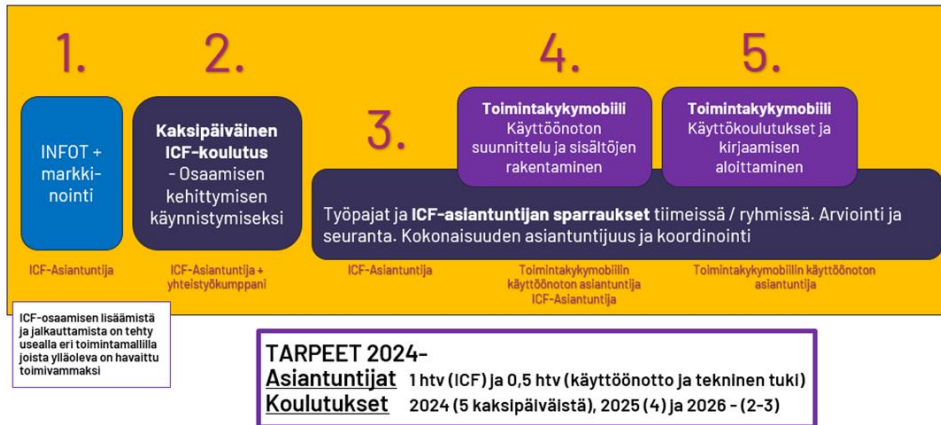 1.
2.
3.
4.
5.
INFOT +
markki-
nointi
Kaksipäiväinen
ICF-koulutus
- Osaamisen
kehittymisen
käynnistymiseksi
Toimintakykymobiili
Käyttöönoton
suunnittelu ja sisältöjen
rakentaminen
Toimintakykymobiili
Käyttökoulutukset ja
kirjaamisen
aloittaminen
Työpajat ja ICF-asiantuntijan sparraukset tiimeissä / ryhmissä. Arviointi ja
seuranta. Kokonaisuuden asiantuntijuus ja koordinointi
ICF-Asiantuntija
ICF-Asiantuntija +
yhteistyökumppani
ICF-Asiantuntija
Toimintakykymobiilin
käyttöönoton asiantuntija
ICF-Asiantuntija
Toimintakykymobiilin käyttöönoton
asiantuntija
ICF-osaamisen lisäämistä
ja jalkauttamista on tehty
usealla eri toimintamallilla
joista ylläoleva on havaittu
toimivammaksi
TARPEET 2024-
Asiantuntijat 1 htv (ICF) ja 0,5 htv (käyttöönotto ja tekninen tuki)
Koulutukset 2024 (5 kaksipäiväistä), 2025 (4) ja 2026 - (2-3)